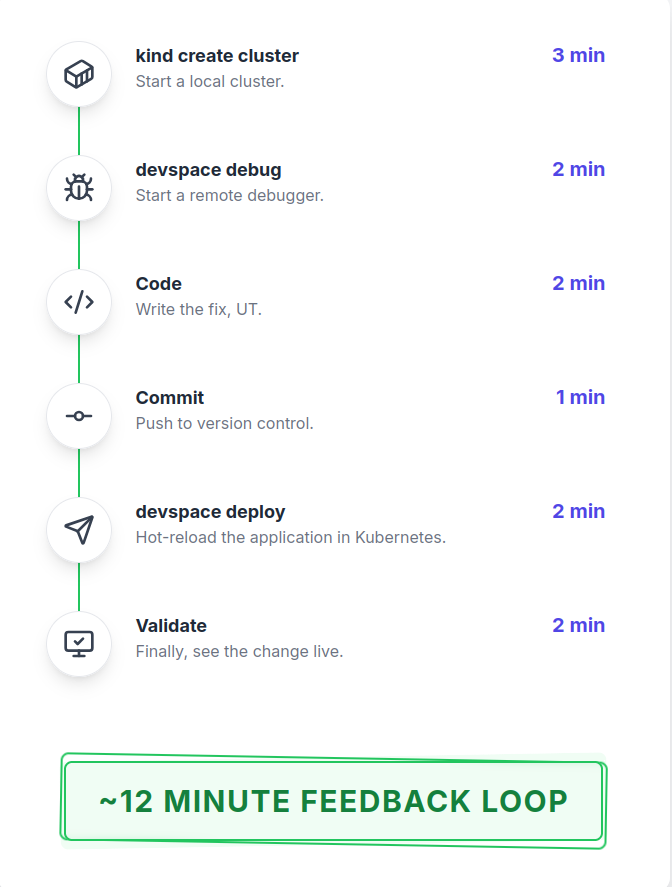 kind create cluster
3 min
Start a local cluster.
devspace debug
2 min
Start a remote debugger.
Code
2 min
Write the fix, UT.
Commit
1 min
Push to version control.
devspace deploy
2 min
Hot-reload the application in Kubernetes.
Validate
2 min
Finally, see the change live.
~12 MINUTE FEEDBACK LOOP